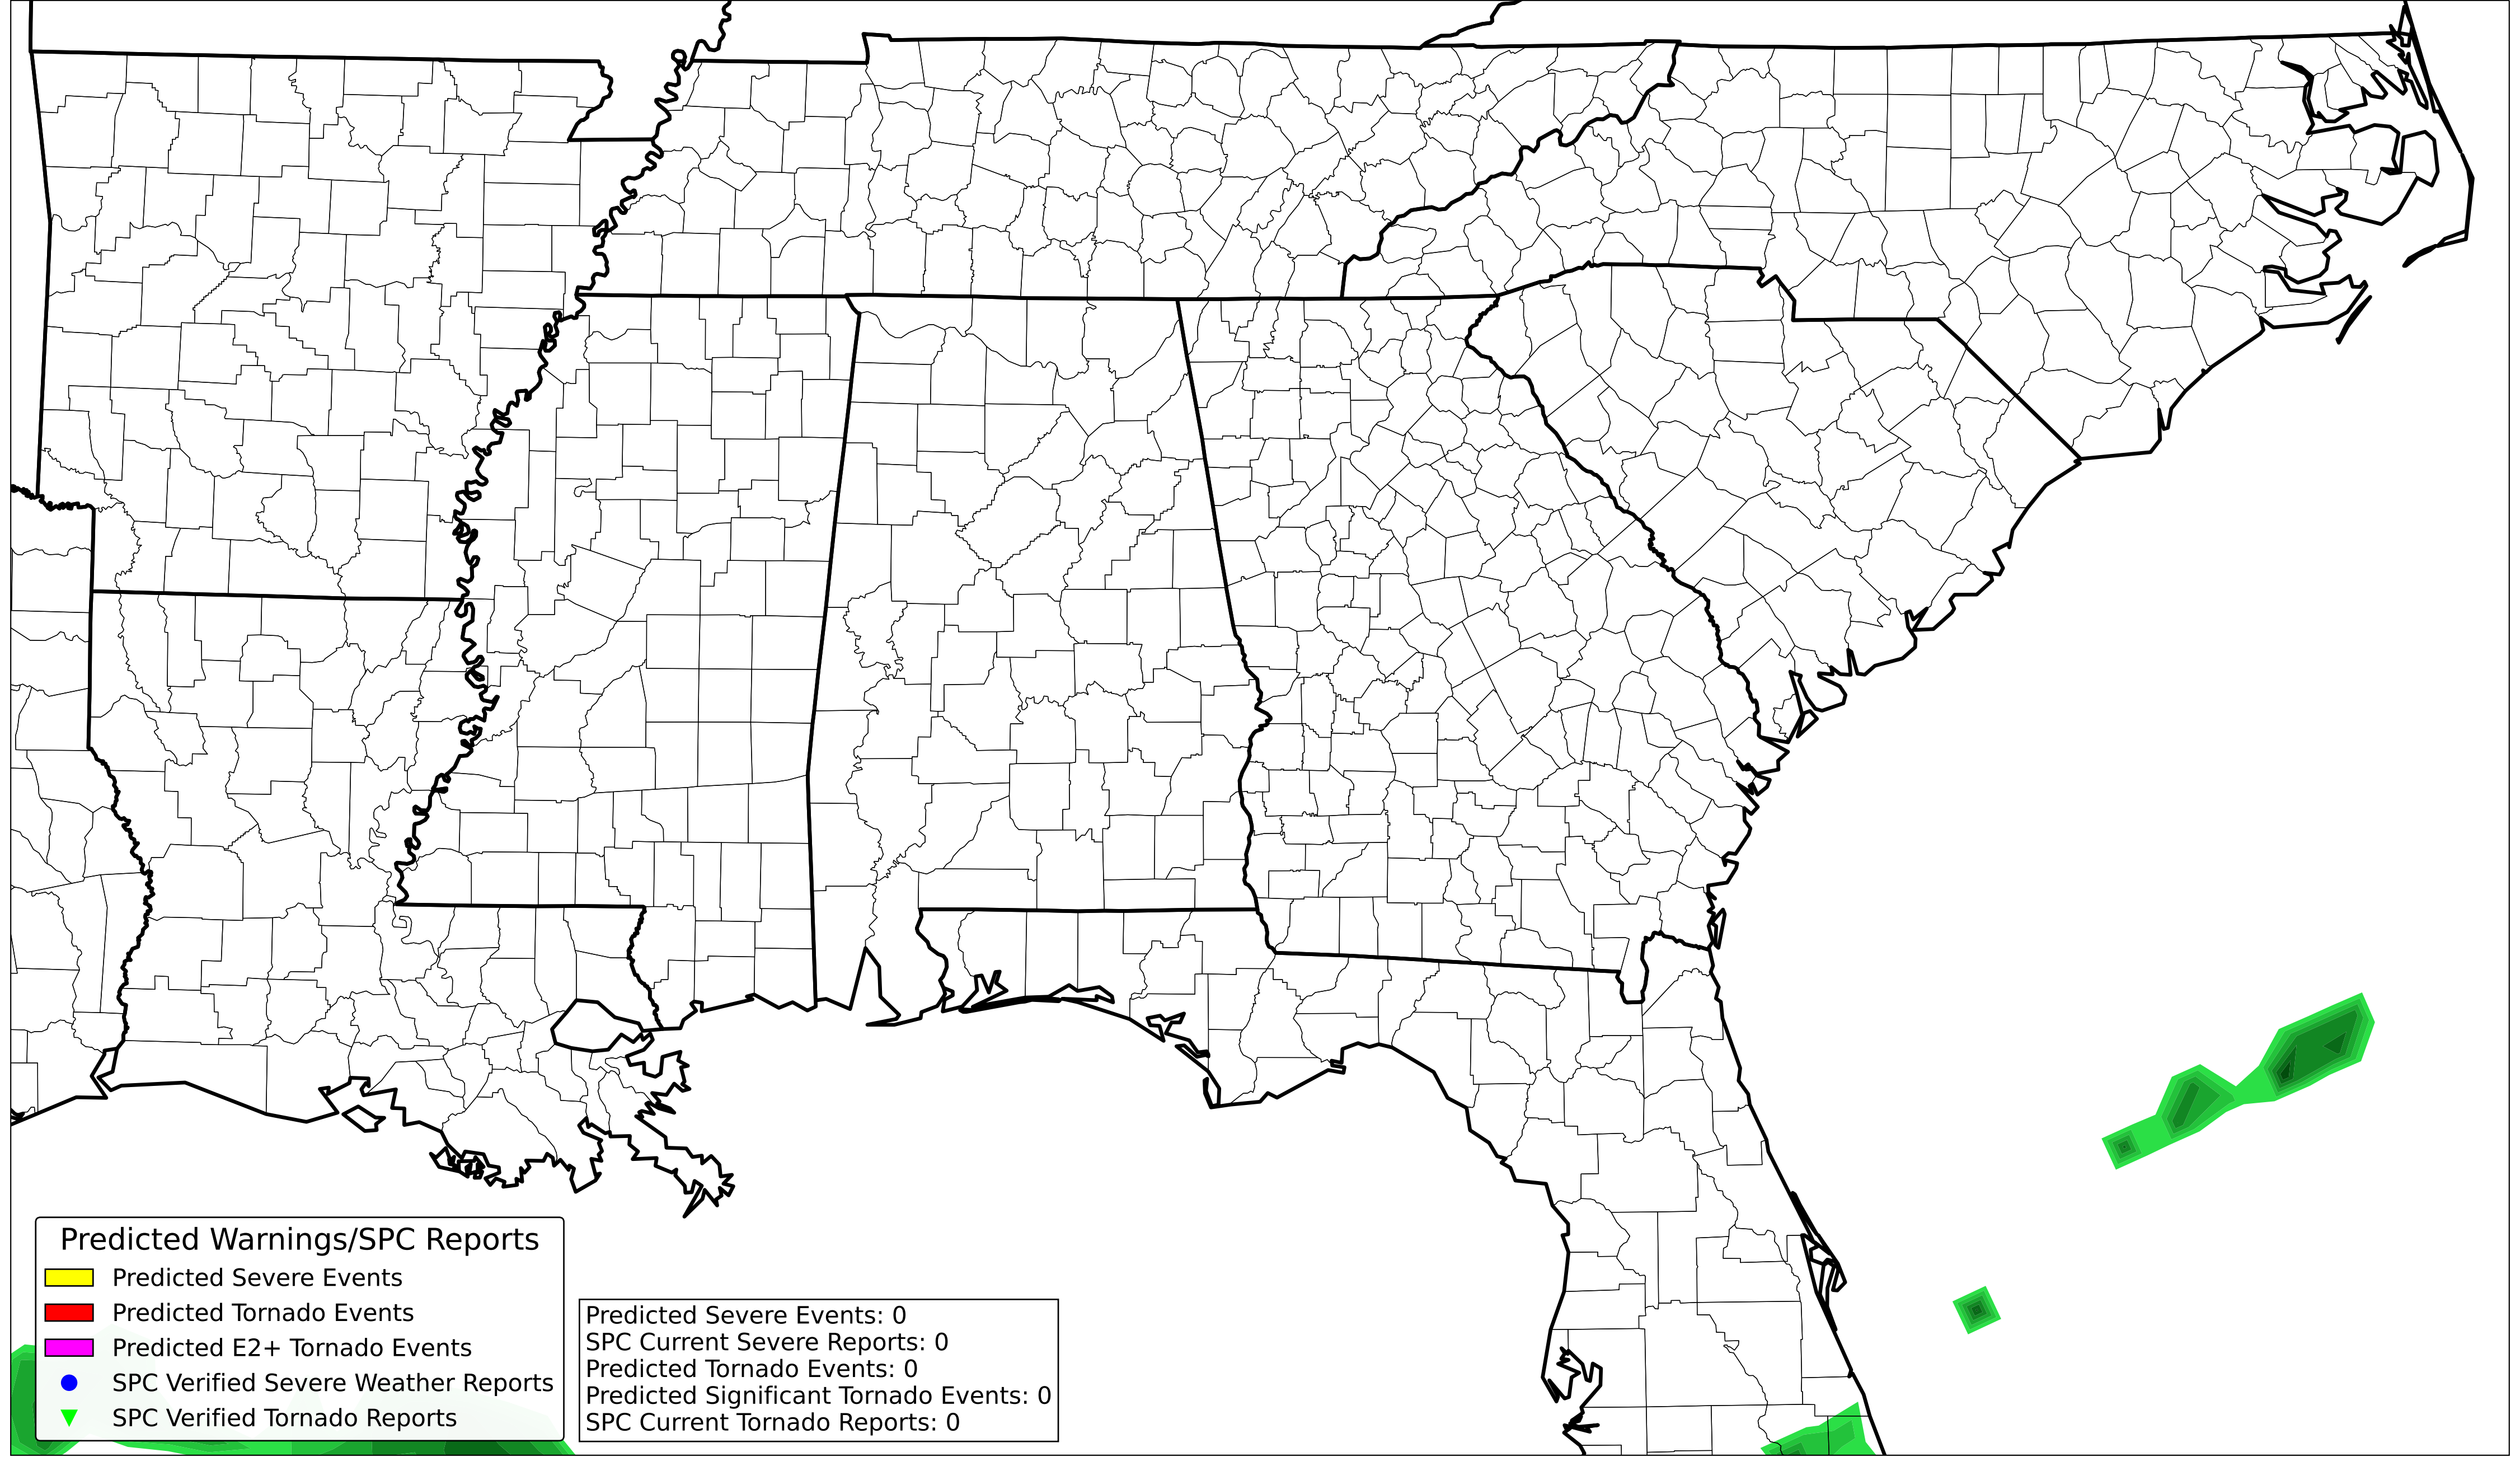 Predicted Warnings/SPC Reports
Predicted Severe Events
Predicted Tornado Events
Predicted E2+ Tornado Events
SPC Verified Severe Weather Reports
SPC Verified Tornado Reports
Predicted Severe Events: 0
SPC Current Severe Reports: 0
Predicted Tornado Events: 0
Predicted Significant Tornado Events: 0
SPC Current Tornado Reports: 0